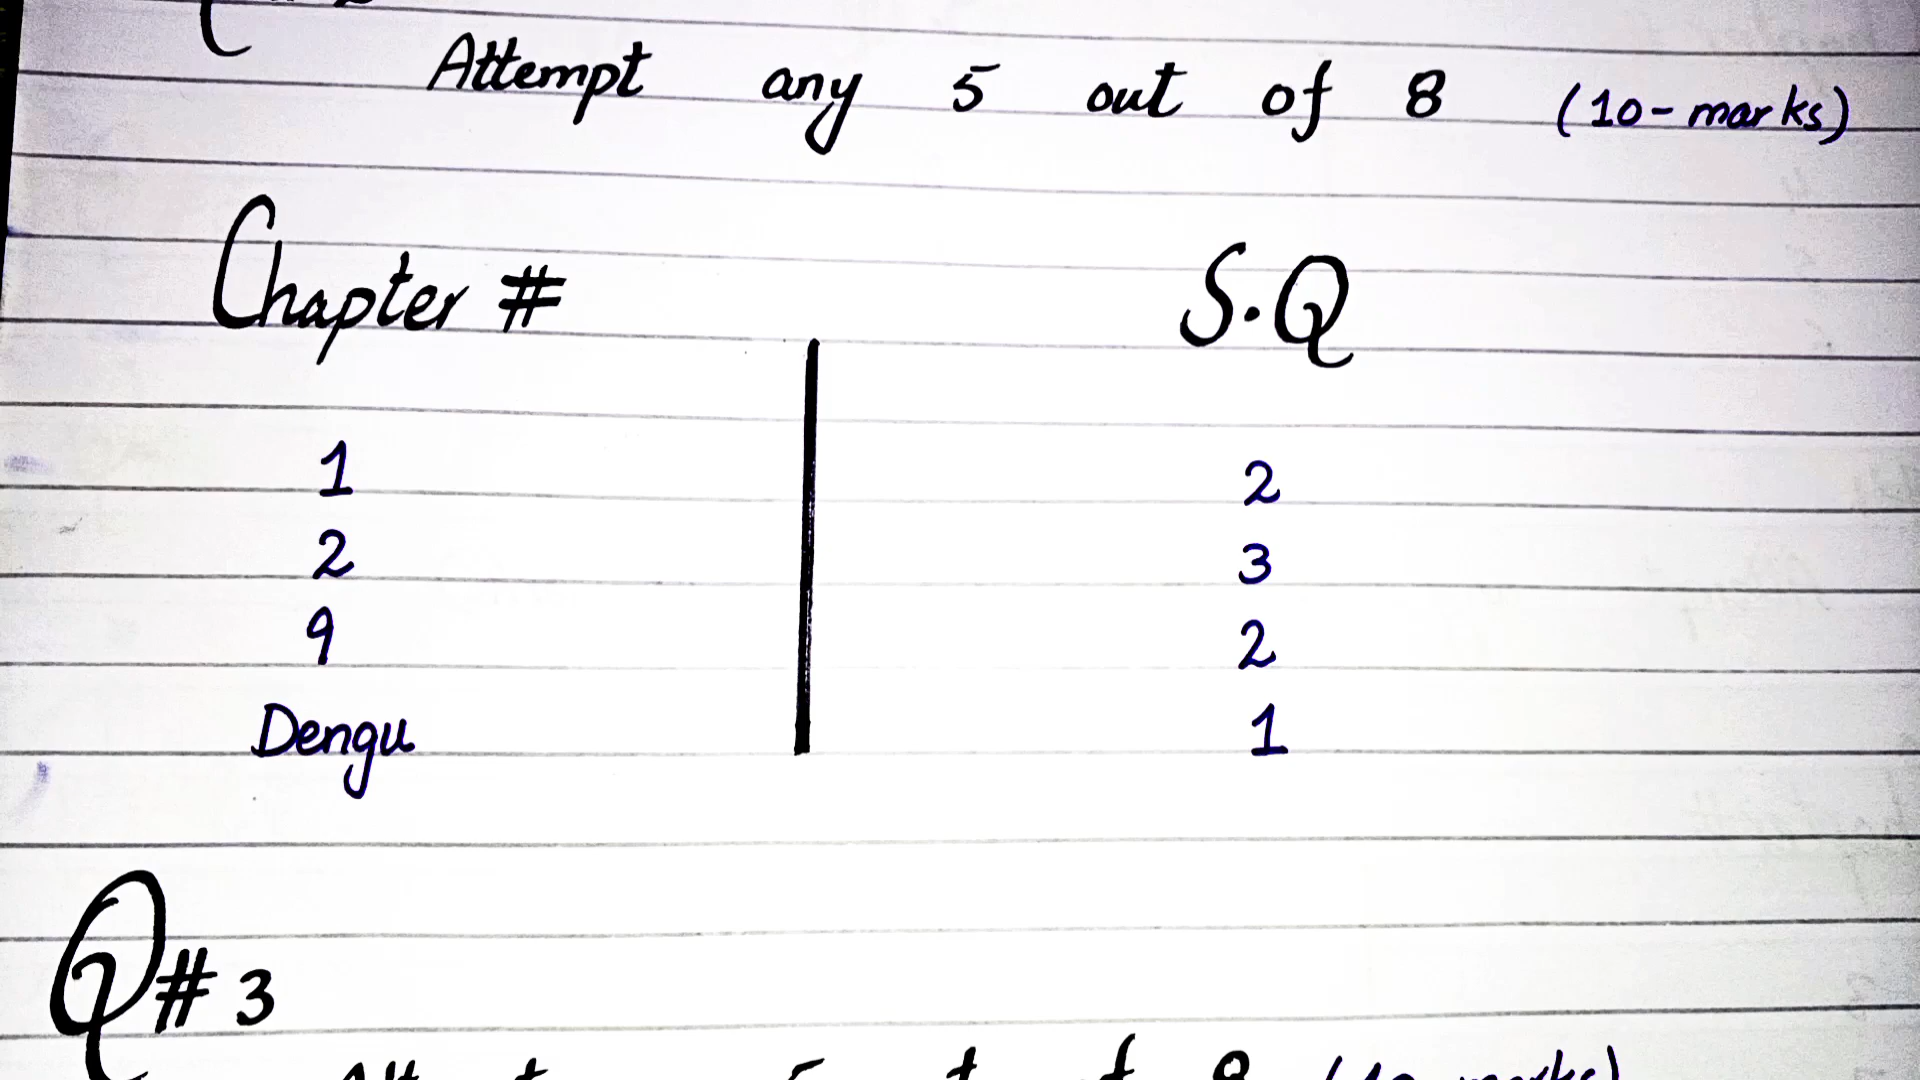 Attempt any 5 out of 8 (10-marks)
Chapter # S.Q
1 2
2 3
9 2
Dengu 1
Q# 3